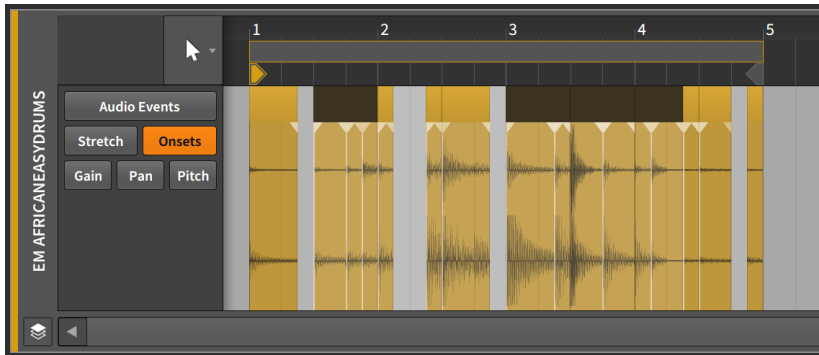 1 2 3 4 5
Audio Events
Stretch Onsets
Gain Pan Pitch
EM AFRICANEASYDRUMS